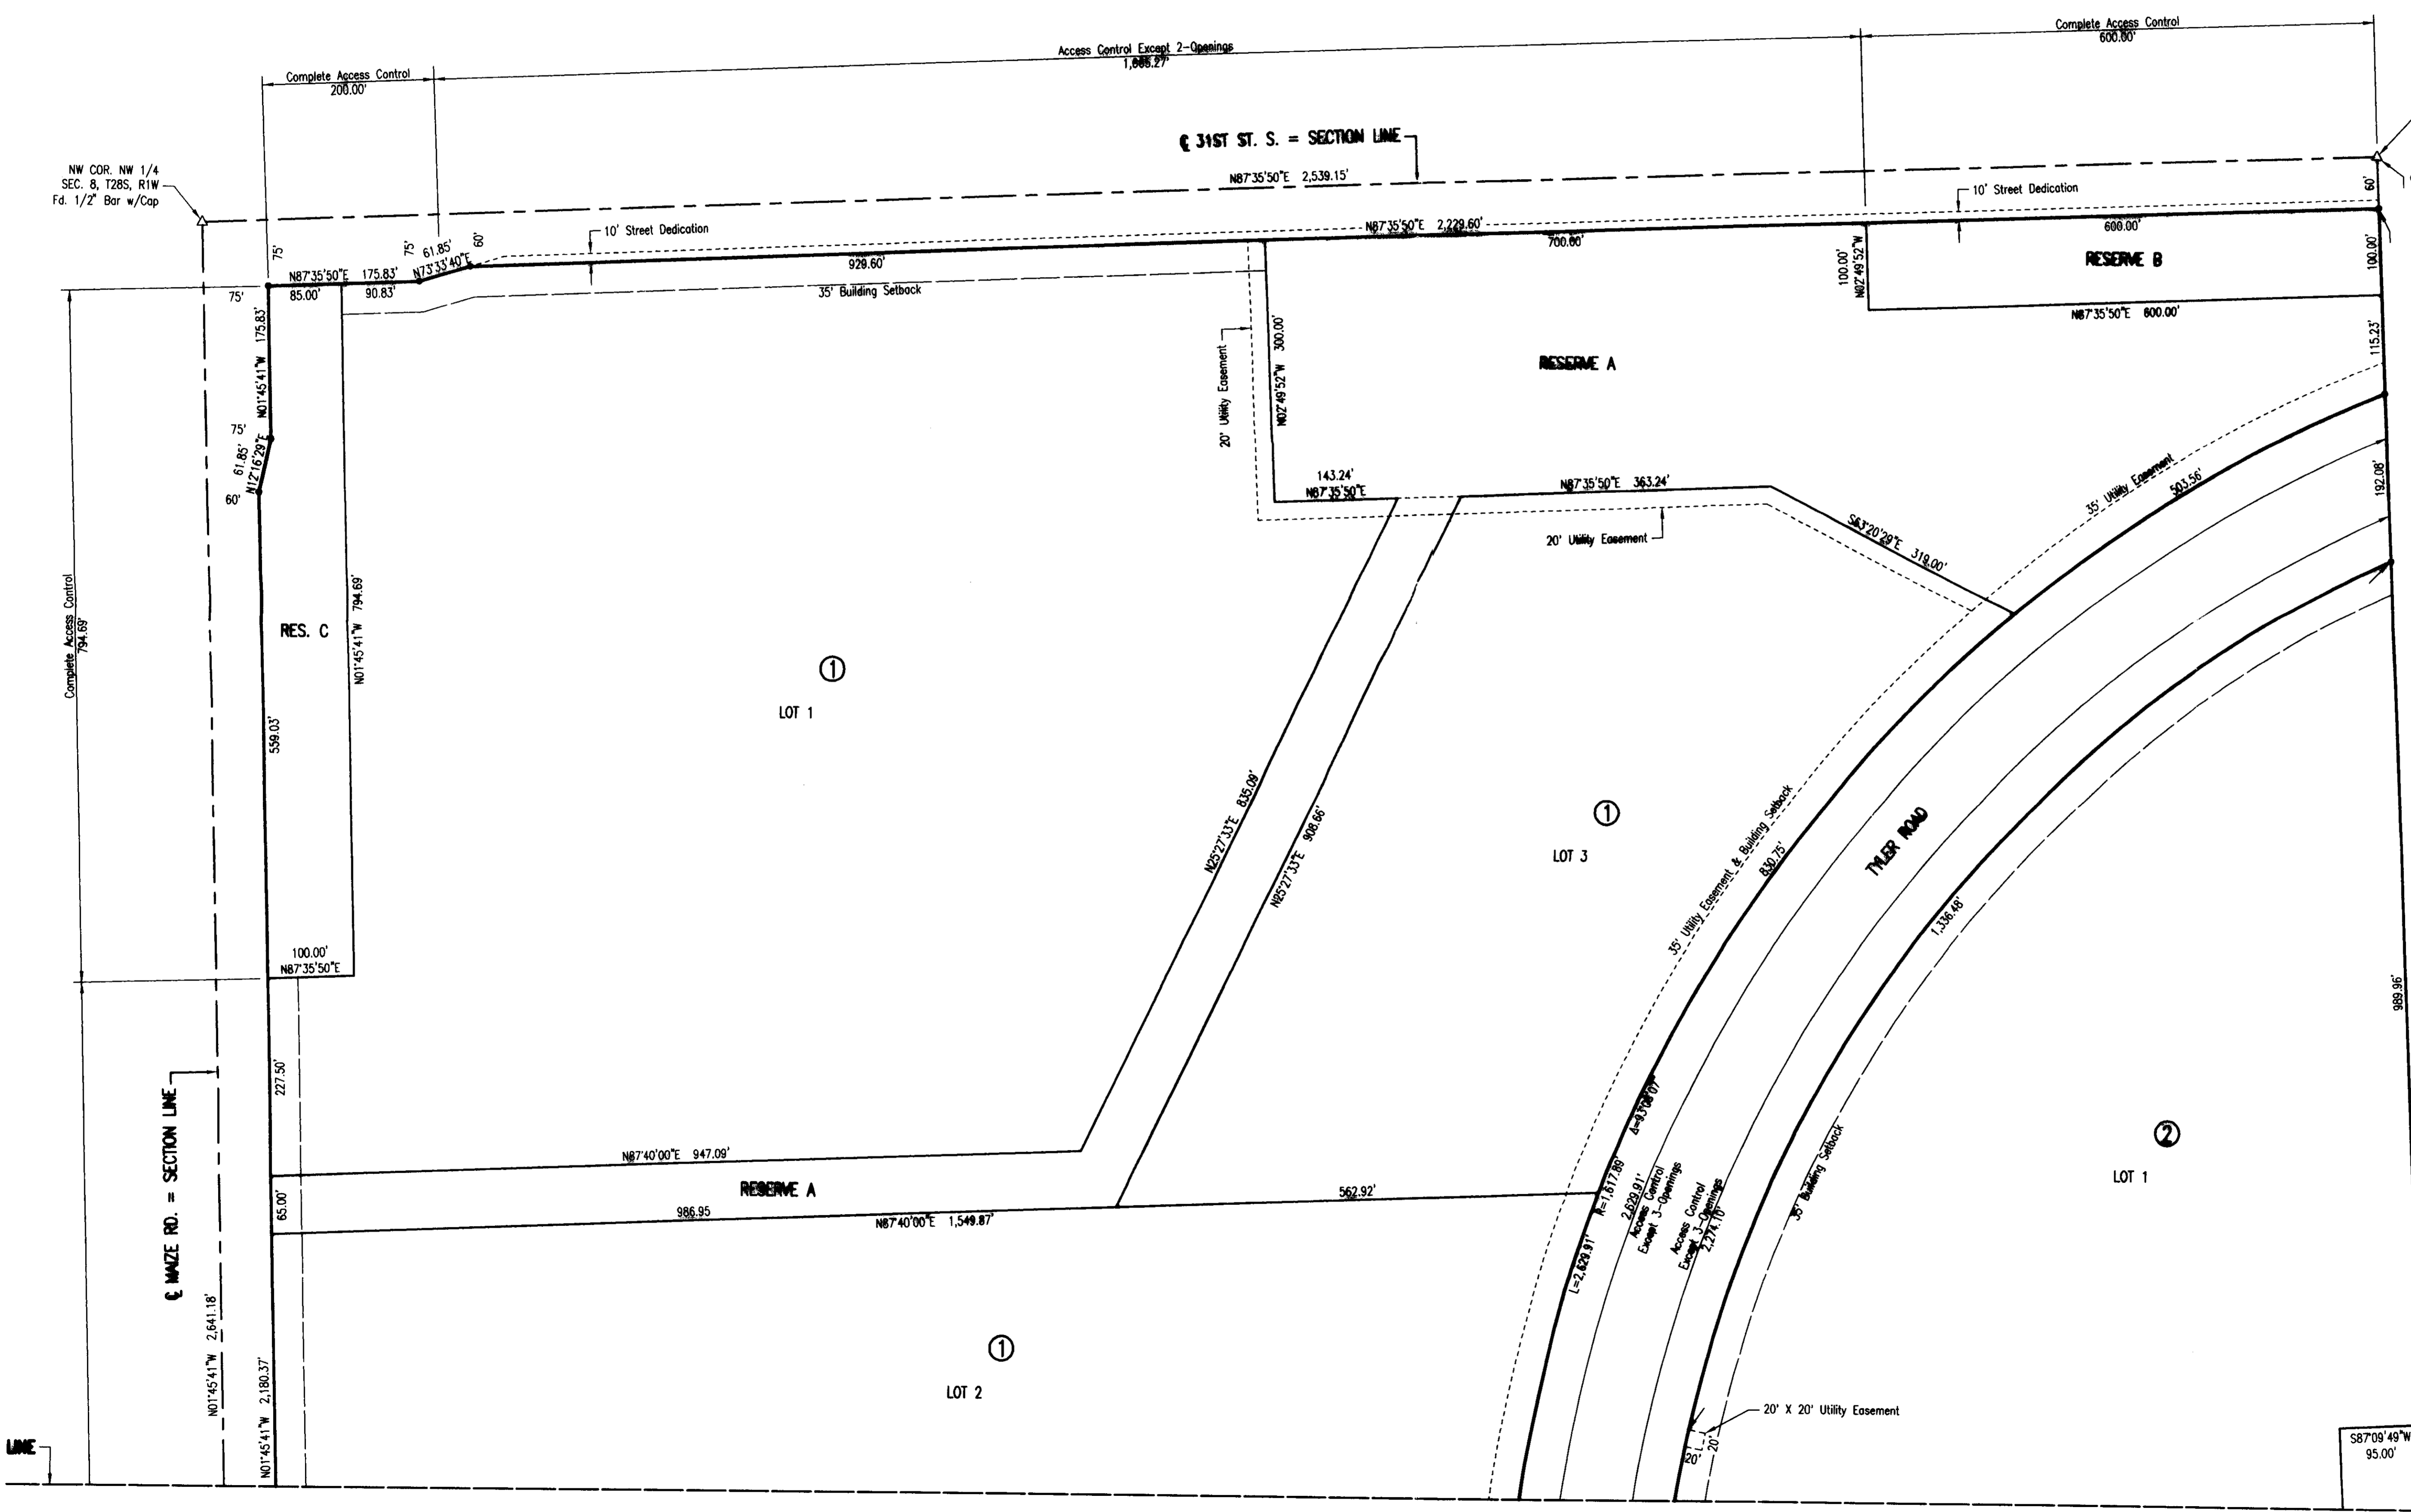 Complete Access Control
600.00'
Access Control Except 2-Openings
1,665.27'
Complete Access Control
200.00'
℄ 31ST ST. S. = SECTION LINE
NW COR. NW 1/4
SEC. 8, T28S, R1W
Fd. 1/2" Bar w/Cap
N87°35'50"E 2,539.15'
60'
10' Street Dedication
10' Street Dedication
75'
75'
61.85'
N73°33'40"E
60'
N87°35'50"E 2,229.60'
929.60'
700.00'
600.00'
N87°35'50"E 175.83'
85.00'
90.83'
35' Building Setback
100.00'
N02°49'52"W
RESERVE B
100.00'
N87°35'50"E 600.00'
75'
N01°45'41"W 175.83'
75'
61.85'
N12°16'29"E
60'
20' Utility Easement
N02°49'52"W 300.00'
RESERVE A
115.23'
143.24'
N87°35'50"E
N87°35'50"E 363.24'
20' Utility Easement
S63°20'29"E 319.00'
35' Utility Easement
503.56'
192.08'
Complete Access Control
794.69'
RES. C
N01°45'41"W 794.69'
559.03'
1
LOT 1
N25°27'33"E 835.09'
N25°27'33"E 908.66'
1
LOT 3
35' Utility Easement & Building Setback
830.75'
TYLER ROAD
1,336.48'
989.96'
100.00'
N87°35'50"E
227.50'
℄ MAIZE RD. = SECTION LINE
N87°40'00"E 947.09'
RESERVE A
65.00'
986.95
N87°40'00"E 1,549.87'
562.92'
Δ=93°08'07"
R=1,617.89'
L=2,629.91'
2,629.91'
Access Control
Except 3-Openings
Access Control
Except 3-Openings
2,274.10'
35' Building Setback
2
LOT 1
N01°45'41"W 2,641.18'
N01°45'41"W 2,180.37'
1
LOT 2
20' X 20' Utility Easement
20'
20'
LINE
S87°09'49"W
95.00'